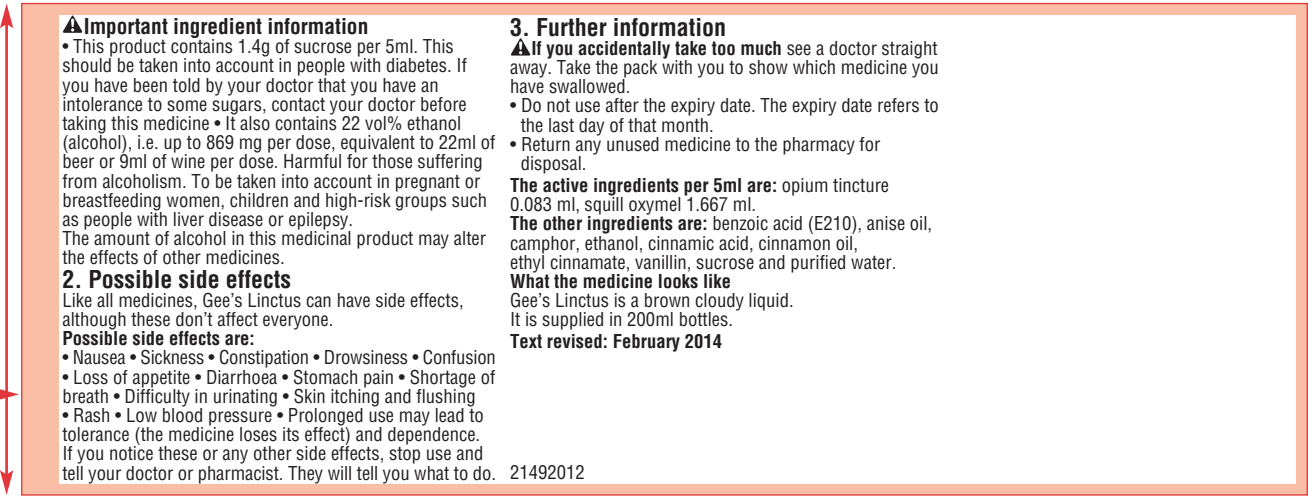 ⚠Important ingredient information
• This product contains 1.4g of sucrose per 5ml. This
should be taken into account in people with diabetes. If
you have been told by your doctor that you have an
intolerance to some sugars, contact your doctor before
taking this medicine • It also contains 22 vol% ethanol
(alcohol), i.e. up to 869 mg per dose, equivalent to 22ml of
beer or 9ml of wine per dose. Harmful for those suffering
from alcoholism. To be taken into account in pregnant or
breastfeeding women, children and high-risk groups such
as people with liver disease or epilepsy.
The amount of alcohol in this medicinal product may alter
the effects of other medicines.
2. Possible side effects
Like all medicines, Gee's Linctus can have side effects,
although these don't affect everyone.
Possible side effects are:
• Nausea • Sickness • Constipation • Drowsiness • Confusion
• Loss of appetite • Diarrhoea • Stomach pain • Shortage of
breath • Difficulty in urinating • Skin itching and flushing
• Rash • Low blood pressure • Prolonged use may lead to
tolerance (the medicine loses its effect) and dependence.
If you notice these or any other side effects, stop use and
tell your doctor or pharmacist. They will tell you what to do.
3. Further information
⚠If you accidentally take too much see a doctor straight
away. Take the pack with you to show which medicine you
have swallowed.
• Do not use after the expiry date. The expiry date refers to
the last day of that month.
• Return any unused medicine to the pharmacy for
disposal.
The active ingredients per 5ml are: opium tincture
0.083 ml, squill oxymel 1.667 ml.
The other ingredients are: benzoic acid (E210), anise oil,
camphor, ethanol, cinnamic acid, cinnamon oil,
ethyl cinnamate, vanillin, sucrose and purified water.
What the medicine looks like
Gee's Linctus is a brown cloudy liquid.
It is supplied in 200ml bottles.
Text revised: February 2014
21492012